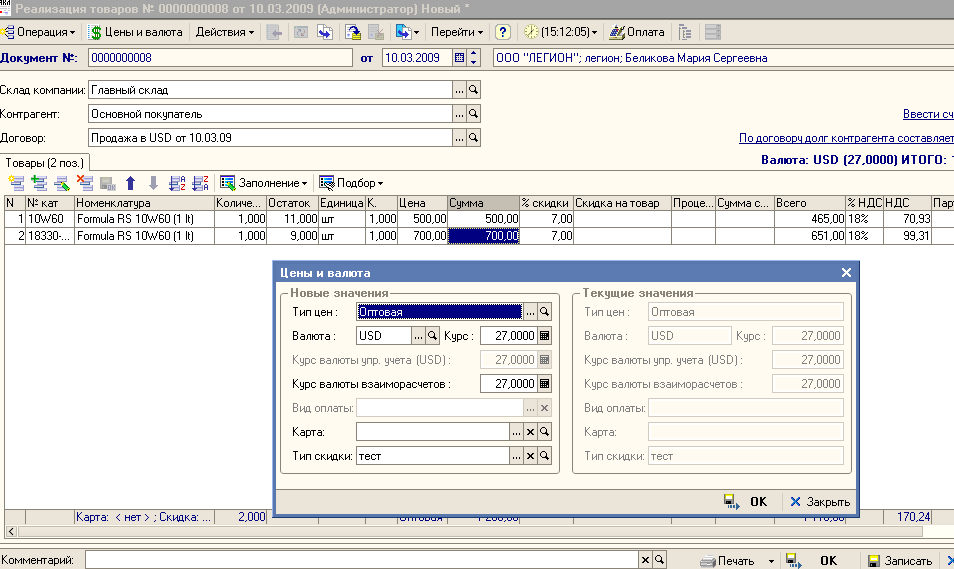 Реализация товаров № 0000000008 от 10.03.2009 (Администратор) Новый *
Операция Цены и валюта Действия Перейти ? (15:12:05) Оплата
Документ №: 0000000008 от 10.03.2009 ООО "ЛЕГИОН"; легион; Беликова Мария Сергеевна
Склад компании: Главный склад ...
Контрагент: Основной покупатель ... Ввести сч
Договор: Продажа в USD от 10.03.09 ... По договору долг контрагента составляет
Товары (2 поз.) Валюта: USD (27,0000) ИТОГО: 1
Заполнение Подбор
N № кат Номенклатура Количе... Остаток Единица К. Цена Сумма % скидки Скидка на товар Проце... Сумма с... Всего % НДС НДС Парт
1 10W60 Formula RS 10W60 (1 lt) 1,000 11,000 шт 1,000 500,00 500,00 7,00 465,00 18% 70,93
2 18330-... Formula RS 10W60 (1 lt) 1,000 9,000 шт 1,000 700,00 700,00 7,00 651,00 18% 99,31
Цены и валюта
Новые значения Текущие значения
Тип цен : Оптовая ... Тип цен : Оптовая
Валюта : USD ... Курс : 27,0000 Валюта : USD Курс : 27,0000
Курс валюты упр. учета (USD) : 27,0000 Курс валюты упр. учета (USD) : 27,0000
Курс валюты взаиморасчетов : 27,0000 Курс валюты взаиморасчетов : 27,0000
Вид оплаты: ... Вид оплаты:
Карта: ... Карта:
Тип скидки: тест ... Тип скидки: тест
OK Закрыть
Карта: < нет > ; Скидка: ... 2,000 170,24
Комментарий: Печать OK Записать